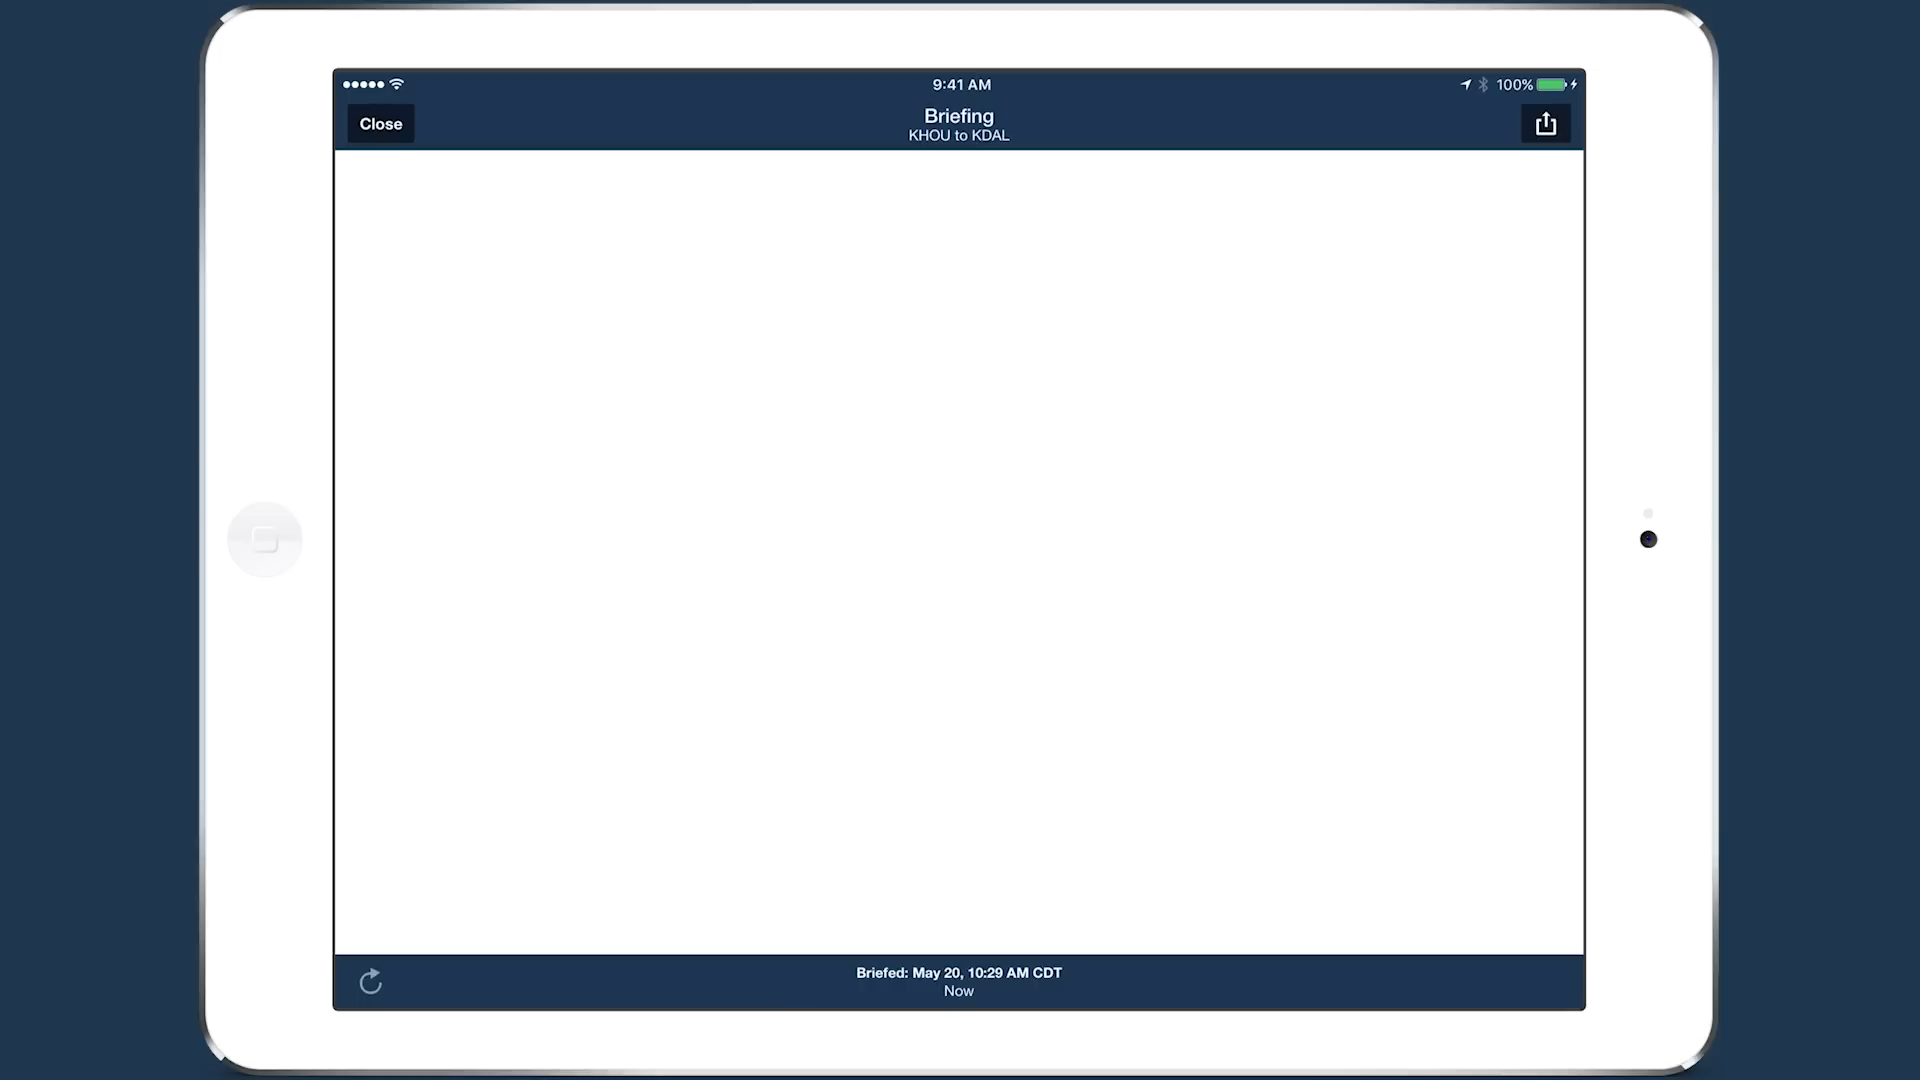 9:41 AM
100%
Close
Briefing
KHOU to KDAL
Briefed: May 20, 10:29 AM CDT
Now